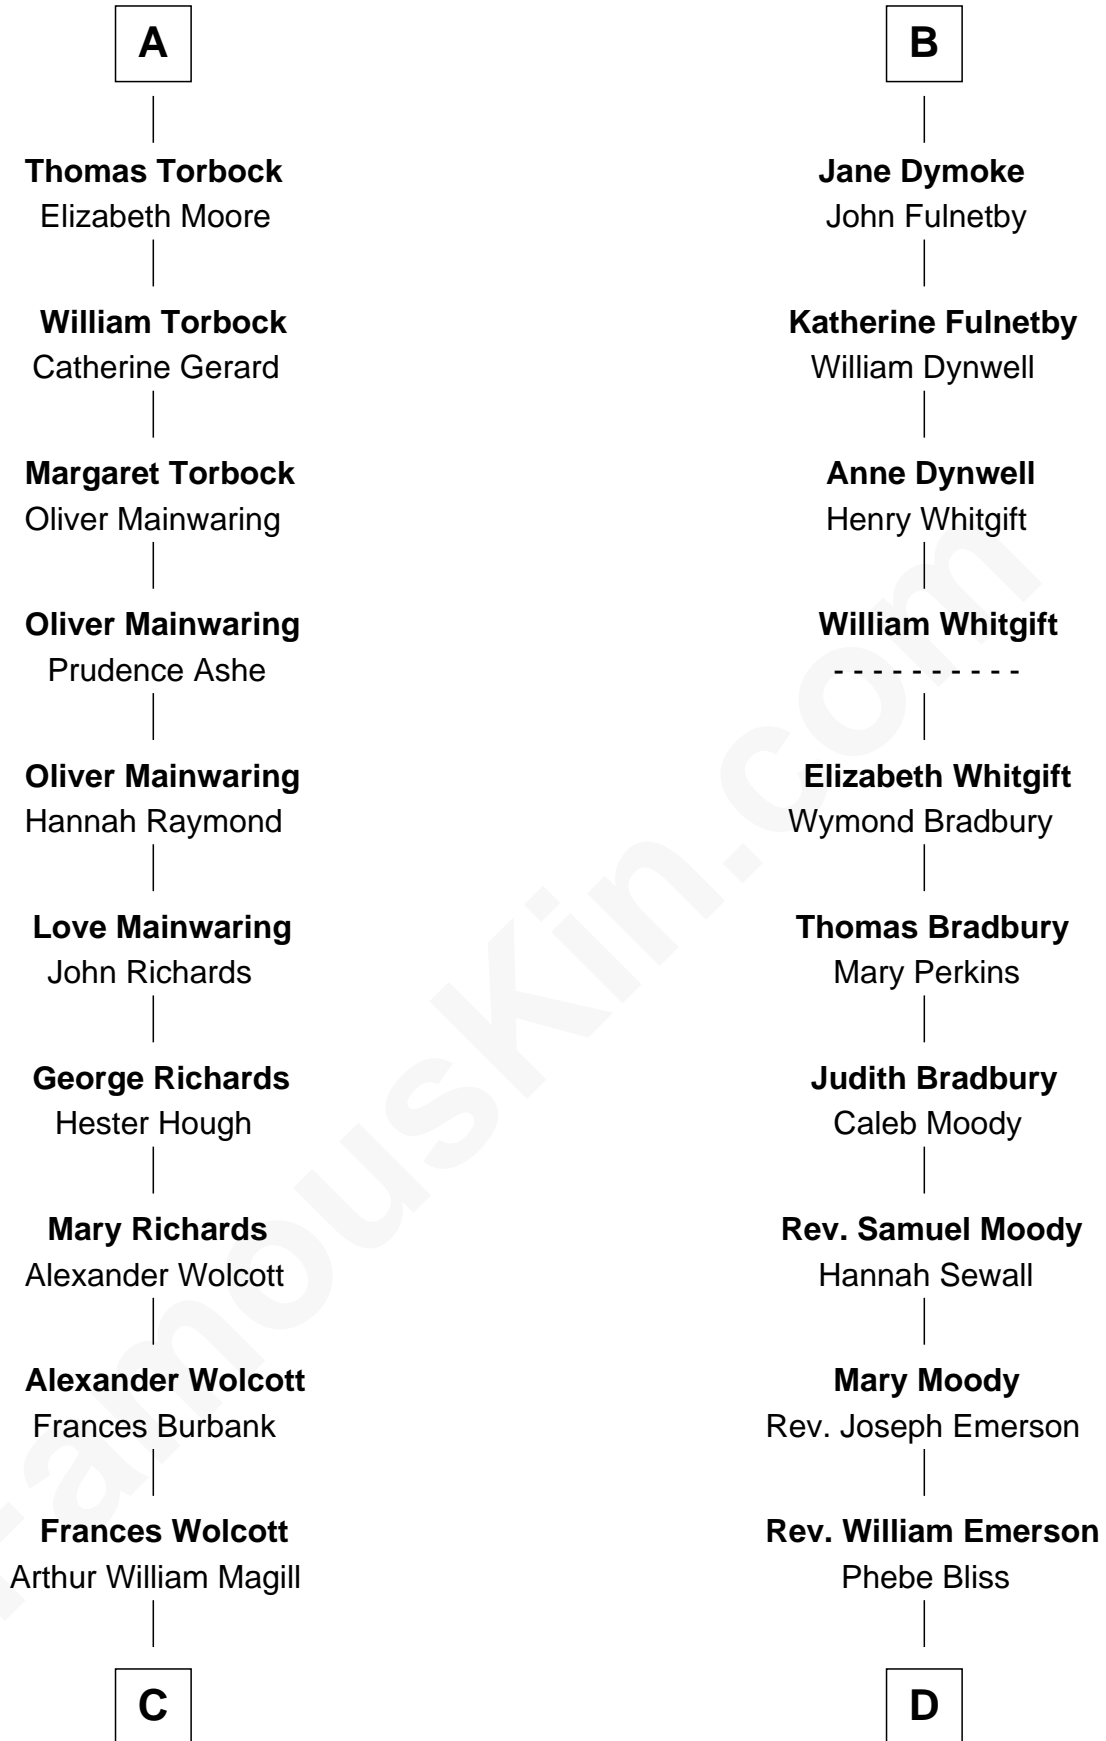 A
Thomas Torbock
Elizabeth Moore
William Torbock
Catherine Gerard
Margaret Torbock
Oliver Mainwaring
Oliver Mainwaring
Prudence Ashe
Oliver Mainwaring
Hannah Raymond
Love Mainwaring
John Richards
George Richards
Hester Hough
Mary Richards
Alexander Wolcott
Alexander Wolcott
Frances Burbank
Frances Wolcott
Arthur William Magill
C
B
Jane Dymoke
John Fulnetby
Katherine Fulnetby
William Dynwell
Anne Dynwell
Henry Whitgift
William Whitgift
- - - - - - - - - -
Elizabeth Whitgift
Wymond Bradbury
Thomas Bradbury
Mary Perkins
Judith Bradbury
Caleb Moody
Rev. Samuel Moody
Hannah Sewall
Mary Moody
Rev. Joseph Emerson
Rev. William Emerson
Phebe Bliss
D
FamousKin.com